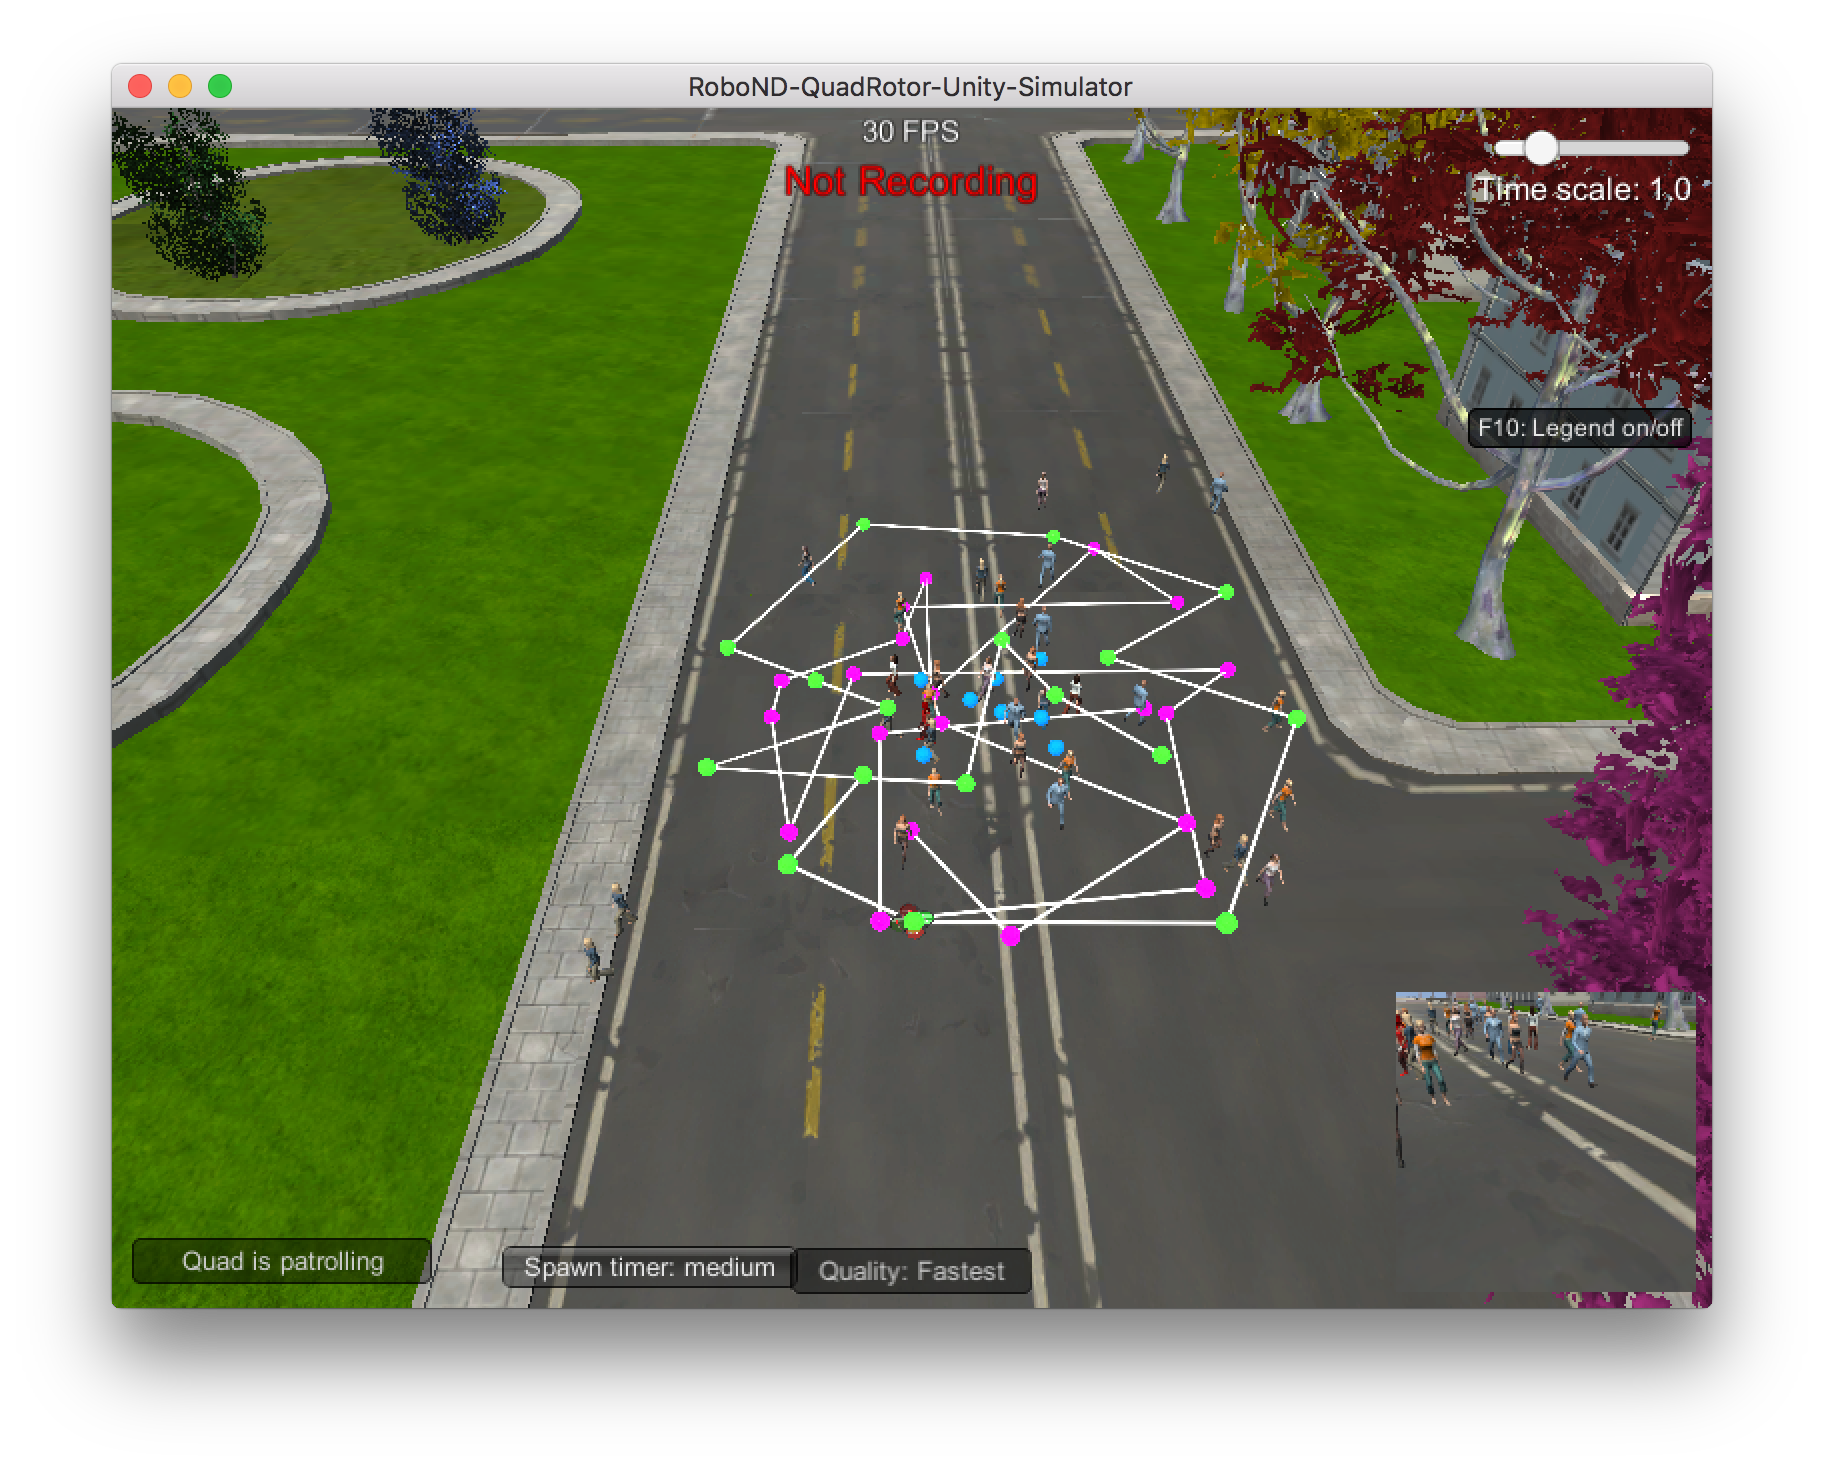 RoboND-QuadRotor-Unity-Simulator
30 FPS
Not Recording
Time scale: 1.0
F10: Legend on/off
Quad is patrolling
Spawn timer: medium
Quality: Fastest